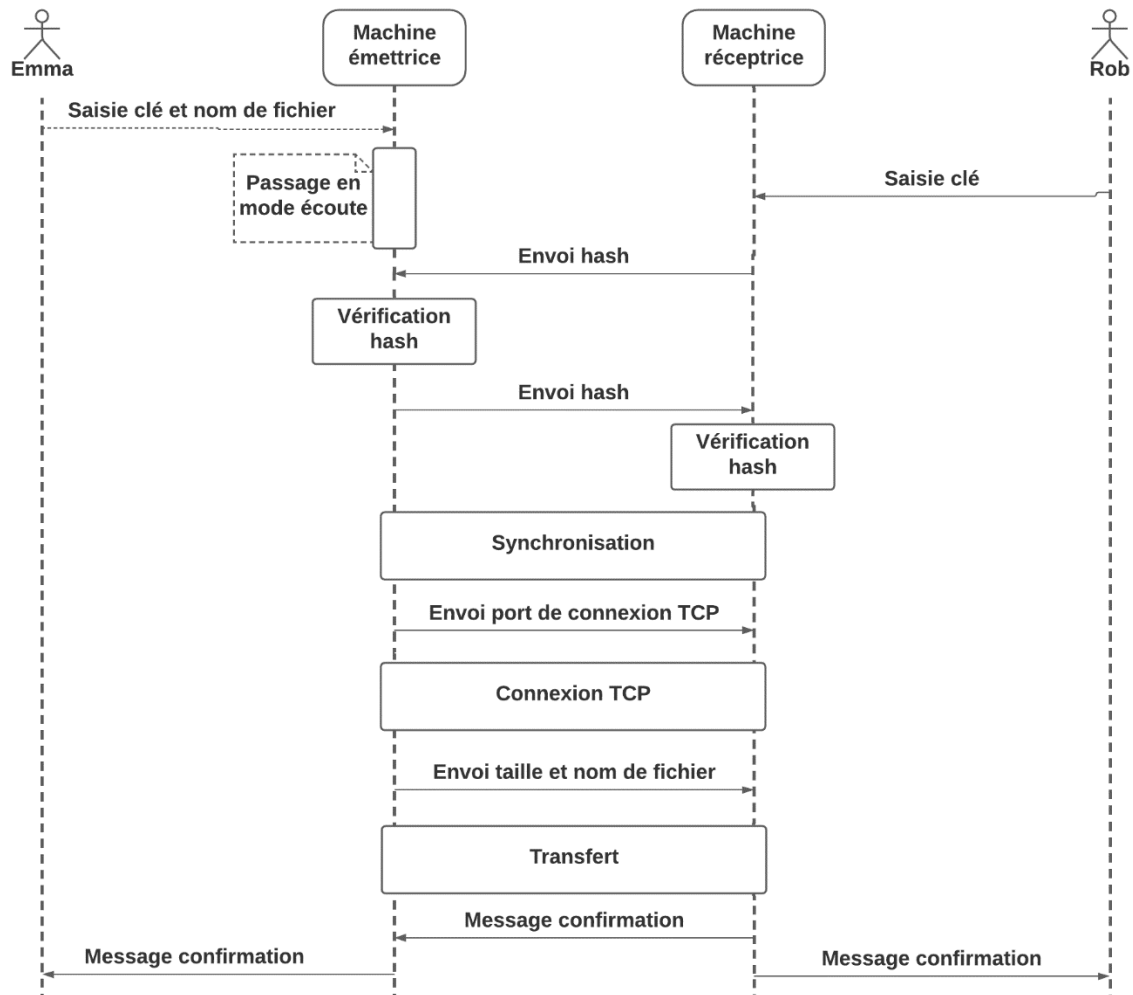 Emma
Machine
émettrice
Machine
réceptrice
Rob
Saisie clé et nom de fichier
Passage en
mode écoute
Saisie clé
Envoi hash
Vérification
hash
Envoi hash
Vérification
hash
Synchronisation
Envoi port de connexion TCP
Connexion TCP
Envoi taille et nom de fichier
Transfert
Message confirmation
Message confirmation
Message confirmation